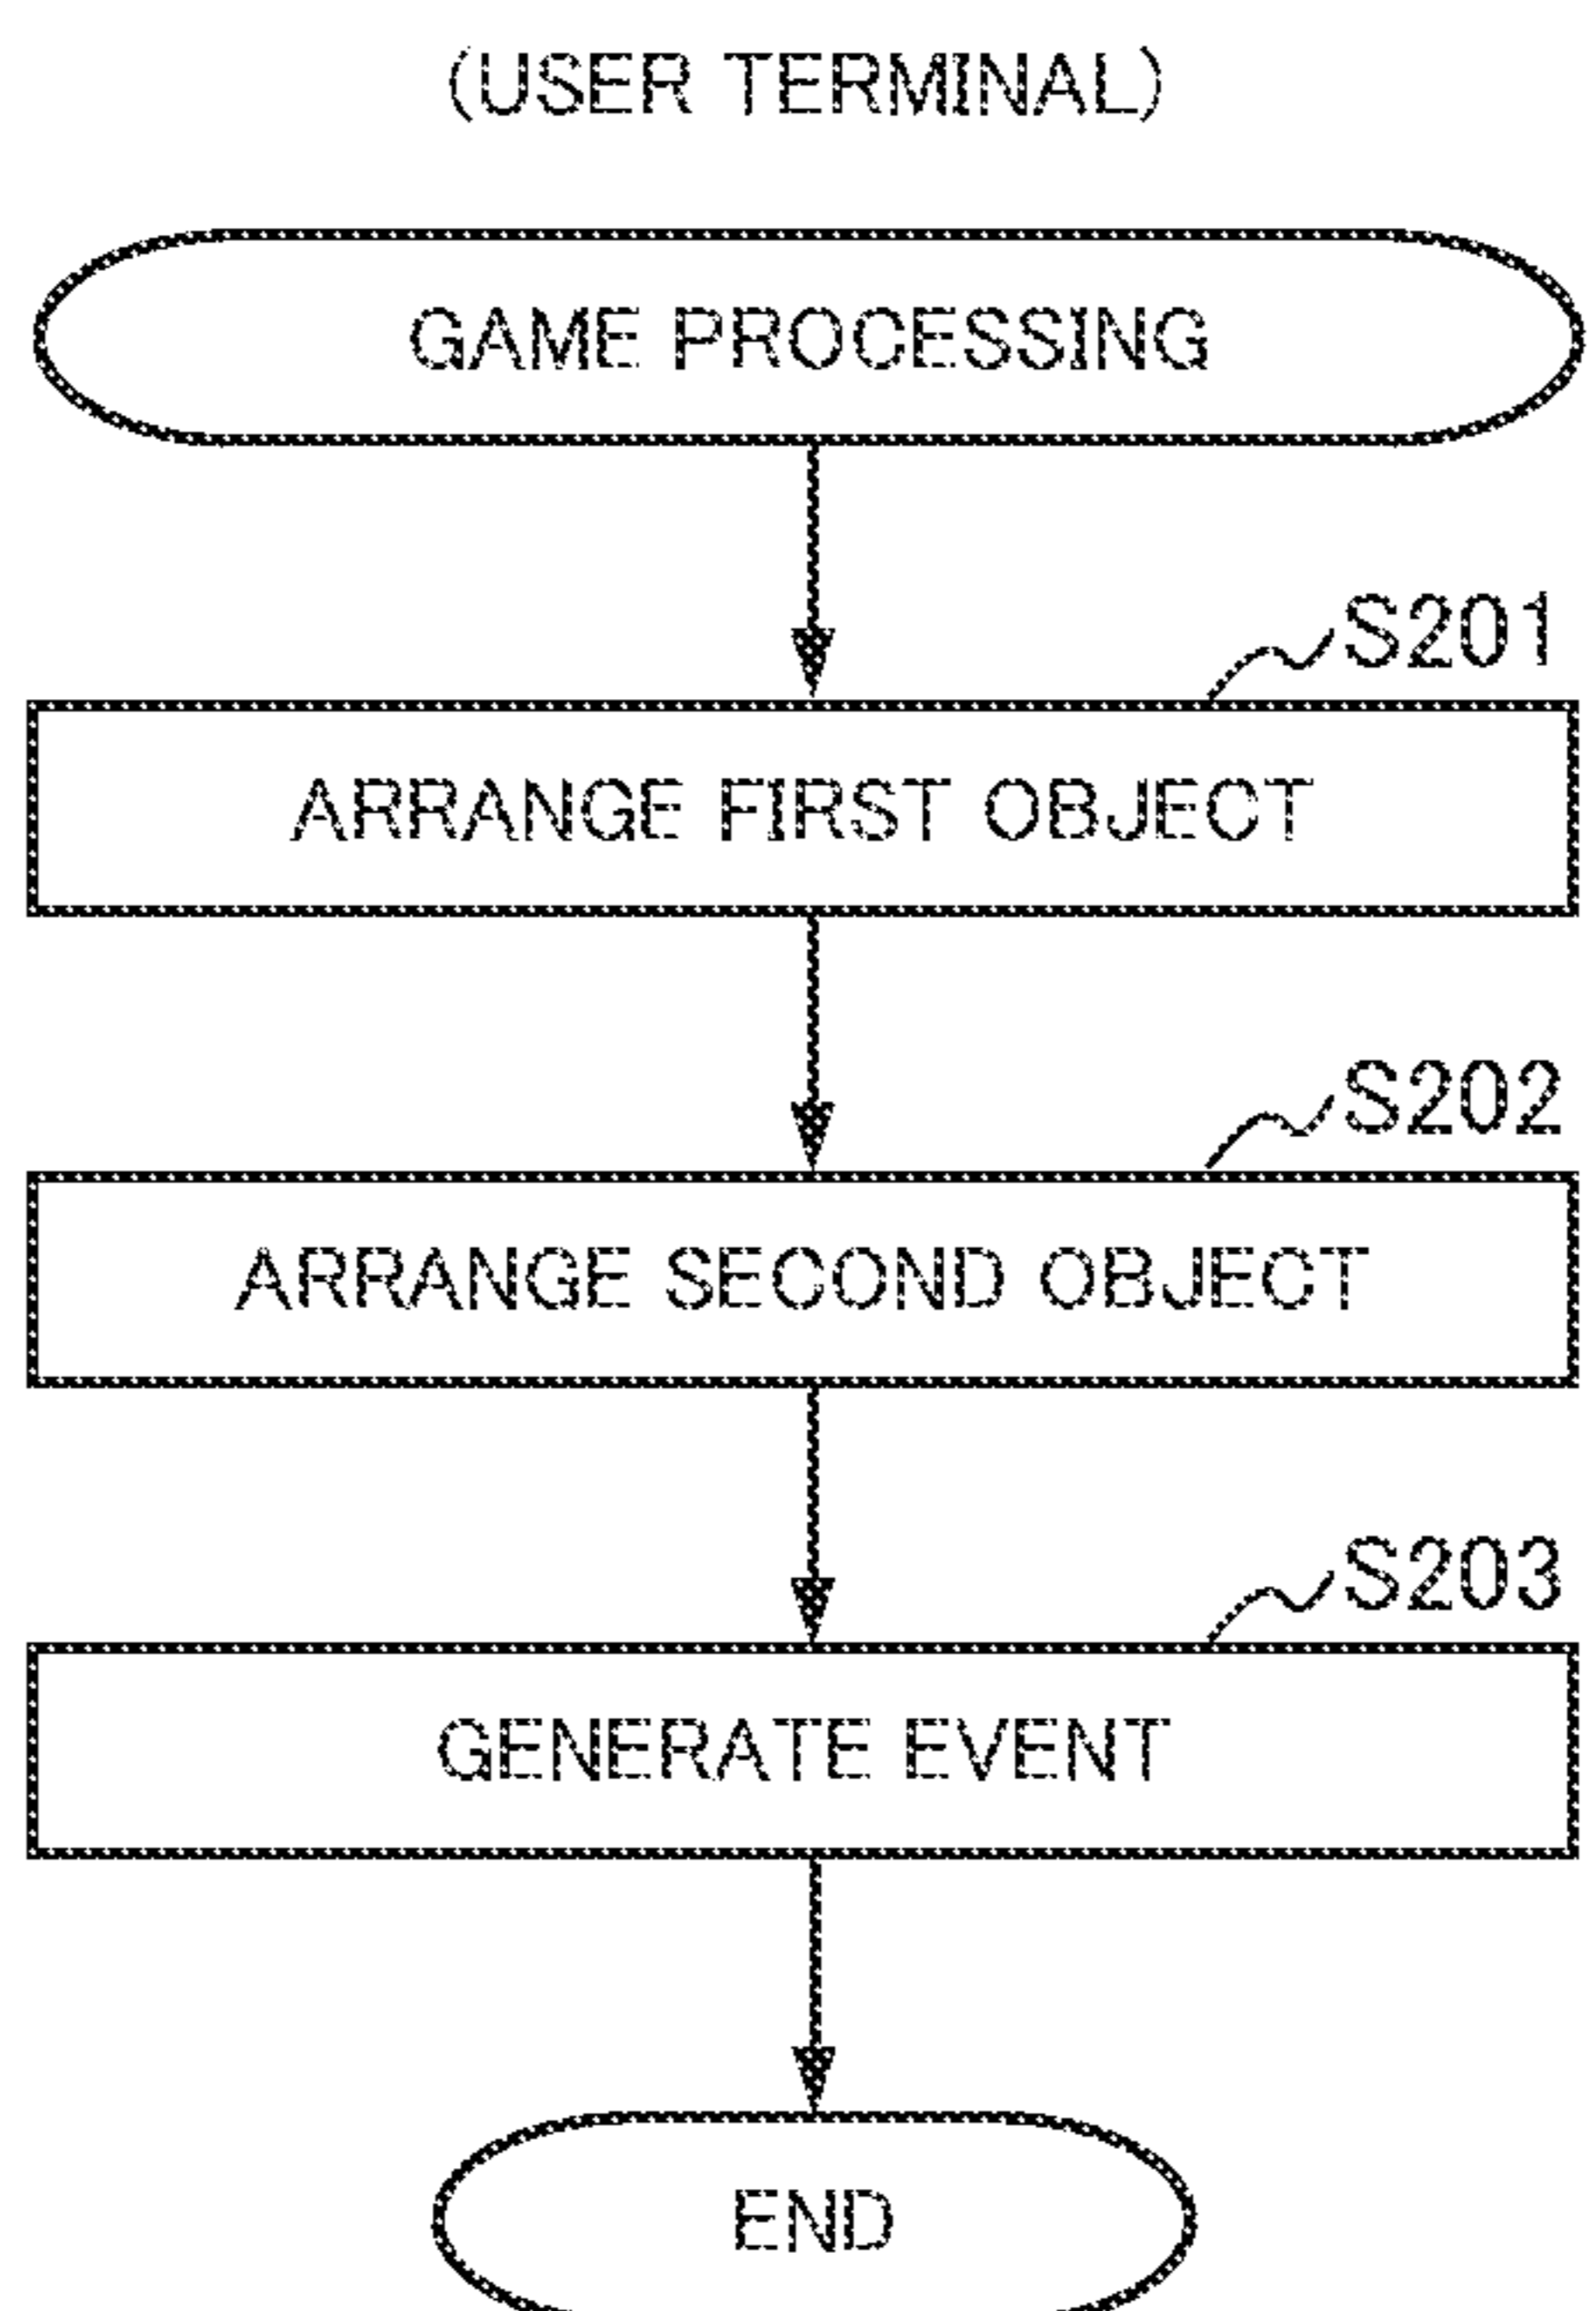 (USER TERMINAL)
GAME PROCESSING
S201
ARRANGE FIRST OBJECT
S202
ARRANGE SECOND OBJECT
S203
GENERATE EVENT
END